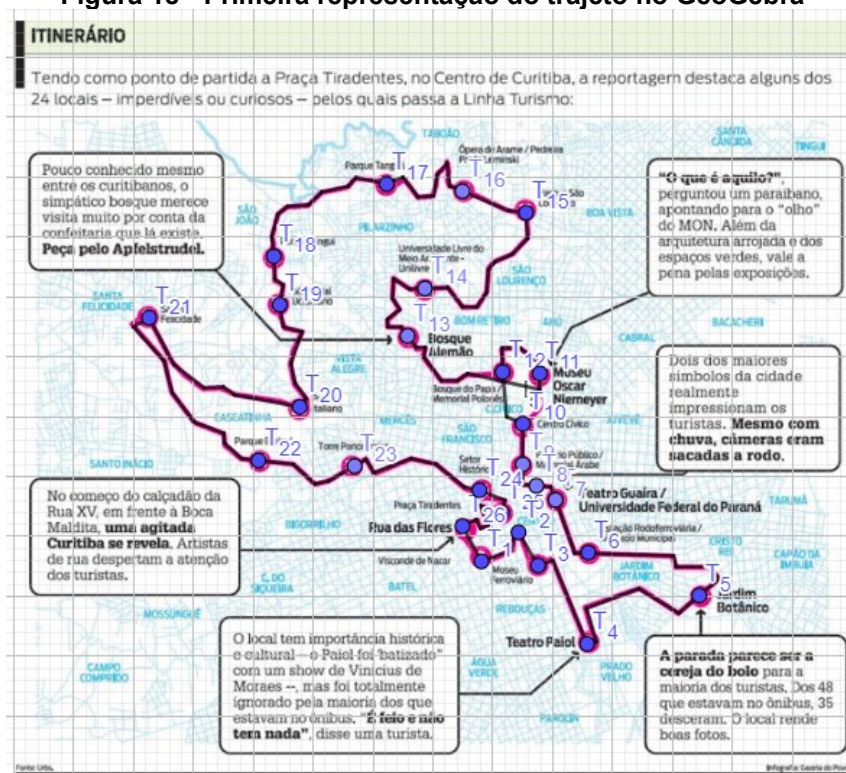 Figura 16 - Primeira representação do trajeto no GeoGebra
ITINERÁRIO
Tendo como ponto de partida a Praça Tiradentes, no Centro de Curitiba, a reportagem destaca alguns dos
24 locais – imperdíveis ou curiosos – pelos quais passa a Linha Turismo:
Pouco conhecido mesmo
entre os curitibanos, o
simpático bosque merece
visita muito por conta da
confeitaria que lá existe.
Peça pelo Apfelstrudel.
"O que é aquilo?",
perguntou um paraibano,
apontando para o "olho"
do MON. Além da
arquitetura arrojada e dos
espaços verdes, vale a
pena pelas exposições.
Dois dos maiores
símbolos da cidade
realmente
impressionam os
turistas. Mesmo com
chuva, câmeras eram
sacadas a rodo.
No começo do calçadão da
Rua XV, em frente à Boca
Maldita, uma agitada
Curitiba se revela. Artistas
de rua despertam a atenção
dos turistas.
O local tem importância histórica
e cultural – o Paiol foi "batizado"
com um show de Vinicius de
Moraes –, mas foi totalmente
ignorado pela maioria dos que
estavam no ônibus. "É feio e não
tem nada", disse uma turista.
A parada parece ser a
cereja do bolo para a
maioria dos turistas. Dos 48
que estavam no ônibus, 35
desceram. O local rende
boas fotos.
TABOÃO
SANTA
CÂNDIDA
TINGUI
Ópera de Arame / Pedreira
Parque
T17
T16
T15
SÃO
JOÃO
PILARZINHO
BOA VISTA
T18
Universidade Livre do
Meio
Unilivre
T14
SÃO
LOURENÇO
T19
SANTA
FELICIDADE
T21
Felicidade
T13
BOM RETIRO
AHÚ
BACACHERI
CABRAL
Bosque
Alemão
VISTA
ALEGRE
T12
T11
Museu
Oscar
Niemeyer
Bosque do Papa /
Memorial Polonês
T10
T20
Italiano
CASCATINHA
MERCÊS
Centro Cívico
JUVEVÊ
SÃO
FRANCISCO
Parque
T22
Torre
T23
T9
Público /
Árabe
SANTO INÁCIO
Setor
T24
T8
T7
Teatro Guaíra /
Universidade Federal do Paraná
TARUMÃ
Praça Tiradentes
T26
T25
T2
BIGORRILHO
Rua das Flores
Rodoferroviária /
T6
CRISTO
REI
CAPÃO DA
IMBUIA
Visconde de Nacar
T1
T3
Museu
Ferroviário
JARDIM
BOTÂNICO
T5
Jardim
Botânico
C. DO
SIQUEIRA
BATEL
REBOUÇAS
MOSSUNGUÊ
Teatro Paiol
T4
CAMPO
COMPRIDO
ÁGUA
VERDE
PRADO
VELHO
PAROLIN
Fonte: Urbs.
Infografia: Gazeta do Povo